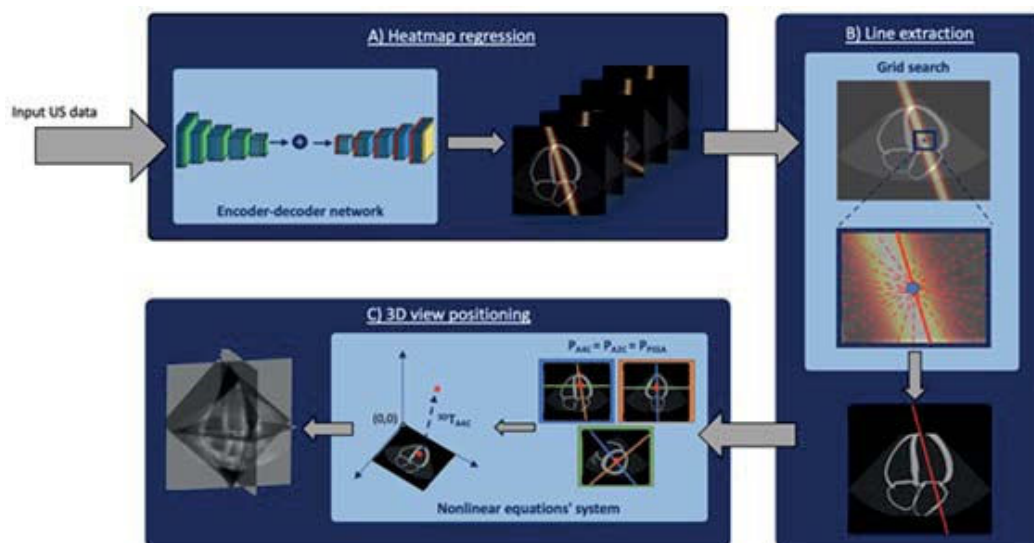 A) Heatmap regression
Input US data
Encoder-decoder network
B) Line extraction
Grid search
C) 3D view positioning
P_A4C = P_A2C = P_PSSA
(0,0)
3D T_A4C
Nonlinear equations' system